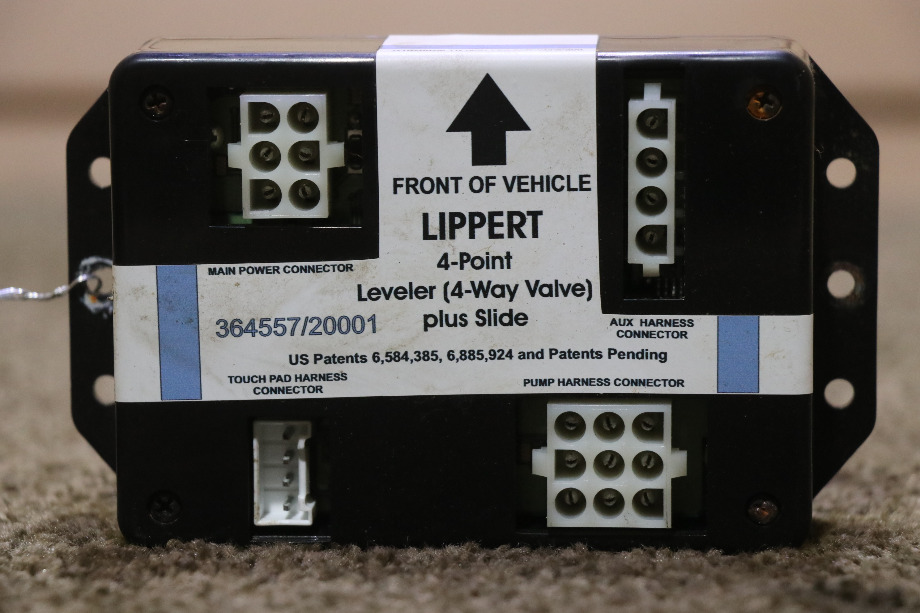 FRONT OF VEHICLE
LIPPERT
4-Point
Leveler (4-Way Valve)
plus Slide
MAIN POWER CONNECTOR
364557/20001
AUX HARNESS
CONNECTOR
US Patents 6,584,385, 6,885,924 and Patents Pending
TOUCH PAD HARNESS
CONNECTOR
PUMP HARNESS CONNECTOR